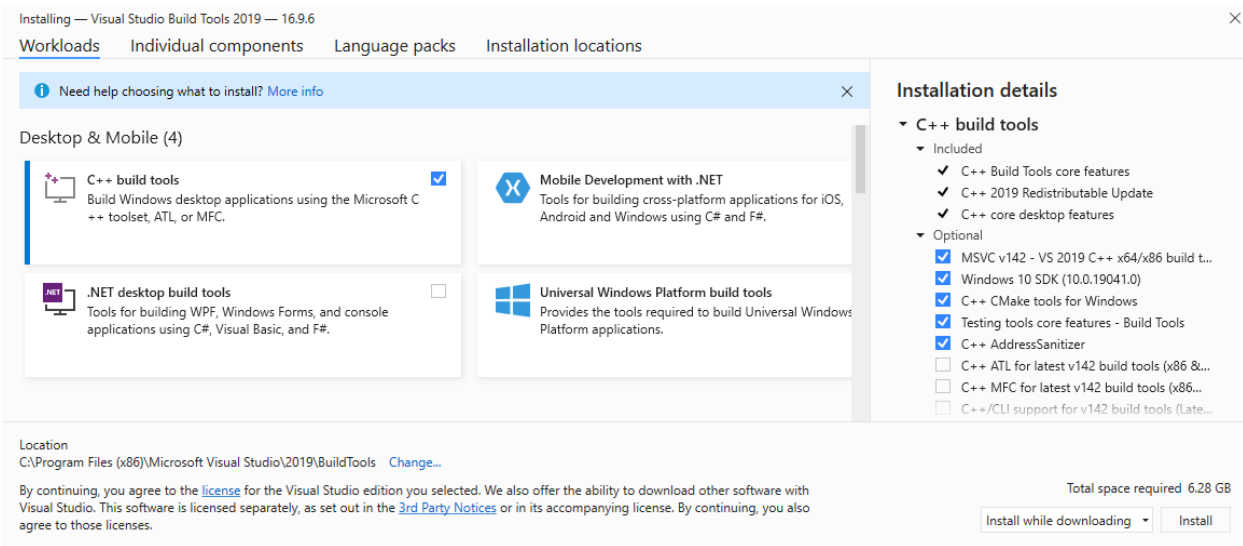 Installing — Visual Studio Build Tools 2019 — 16.9.6
Workloads Individual components Language packs Installation locations
Need help choosing what to install? More info
Desktop & Mobile (4)
C++ build tools
Build Windows desktop applications using the Microsoft C
++ toolset, ATL, or MFC.
Mobile Development with .NET
Tools for building cross-platform applications for iOS,
Android and Windows using C# and F#.
.NET
.NET desktop build tools
Tools for building WPF, Windows Forms, and console
applications using C#, Visual Basic, and F#.
Universal Windows Platform build tools
Provides the tools required to build Universal Windows
Platform applications.
Installation details
C++ build tools
Included
C++ Build Tools core features
C++ 2019 Redistributable Update
C++ core desktop features
Optional
MSVC v142 - VS 2019 C++ x64/x86 build t...
Windows 10 SDK (10.0.19041.0)
C++ CMake tools for Windows
Testing tools core features - Build Tools
C++ AddressSanitizer
C++ ATL for latest v142 build tools (x86 &...
C++ MFC for latest v142 build tools (x86...
C++/CLI support for v142 build tools (Late...
Location
C:\Program Files (x86)\Microsoft Visual Studio\2019\BuildTools Change...
By continuing, you agree to the license for the Visual Studio edition you selected. We also offer the ability to download other software with
Visual Studio. This software is licensed separately, as set out in the 3rd Party Notices or in its accompanying license. By continuing, you also
agree to those licenses.
Total space required 6.28 GB
Install while downloading Install